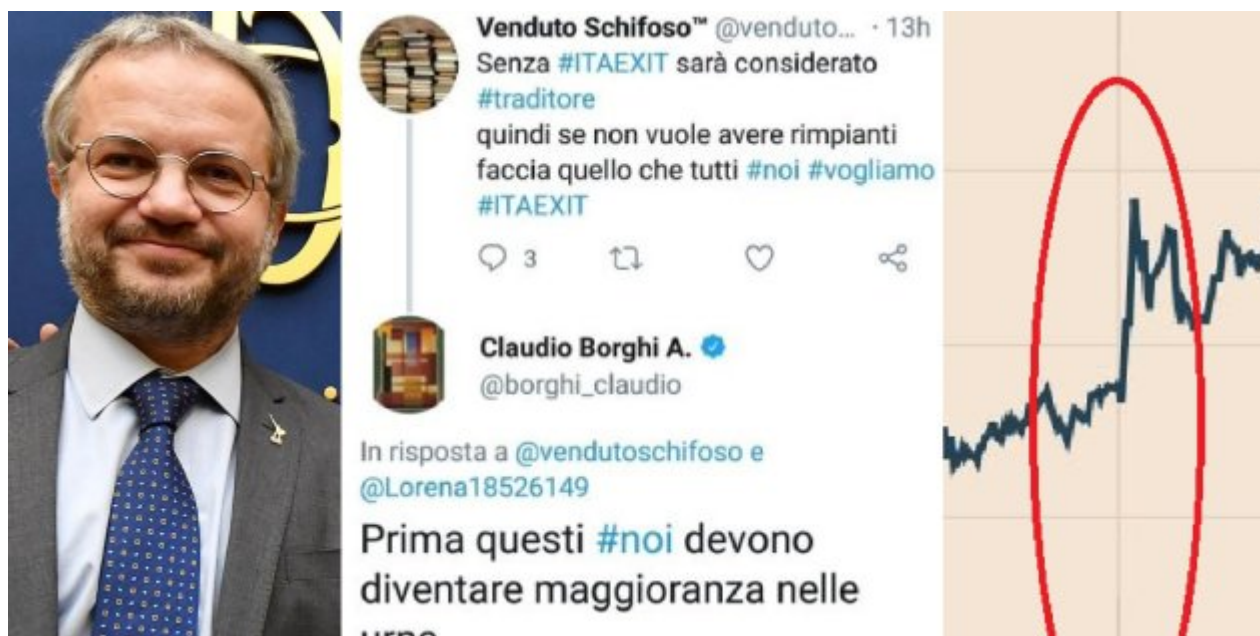 Venduto Schifoso™ @venduto... · 13h
Senza #ITAEXIT sarà considerato
#traditore
quindi se non vuole avere rimpianti
faccia quello che tutti #noi #vogliamo
#ITAEXIT
3
Claudio Borghi A.
@borghi_claudio
In risposta a @vendutoschifoso e
@Lorena18526149
Prima questi #noi devono
diventare maggioranza nelle
urne